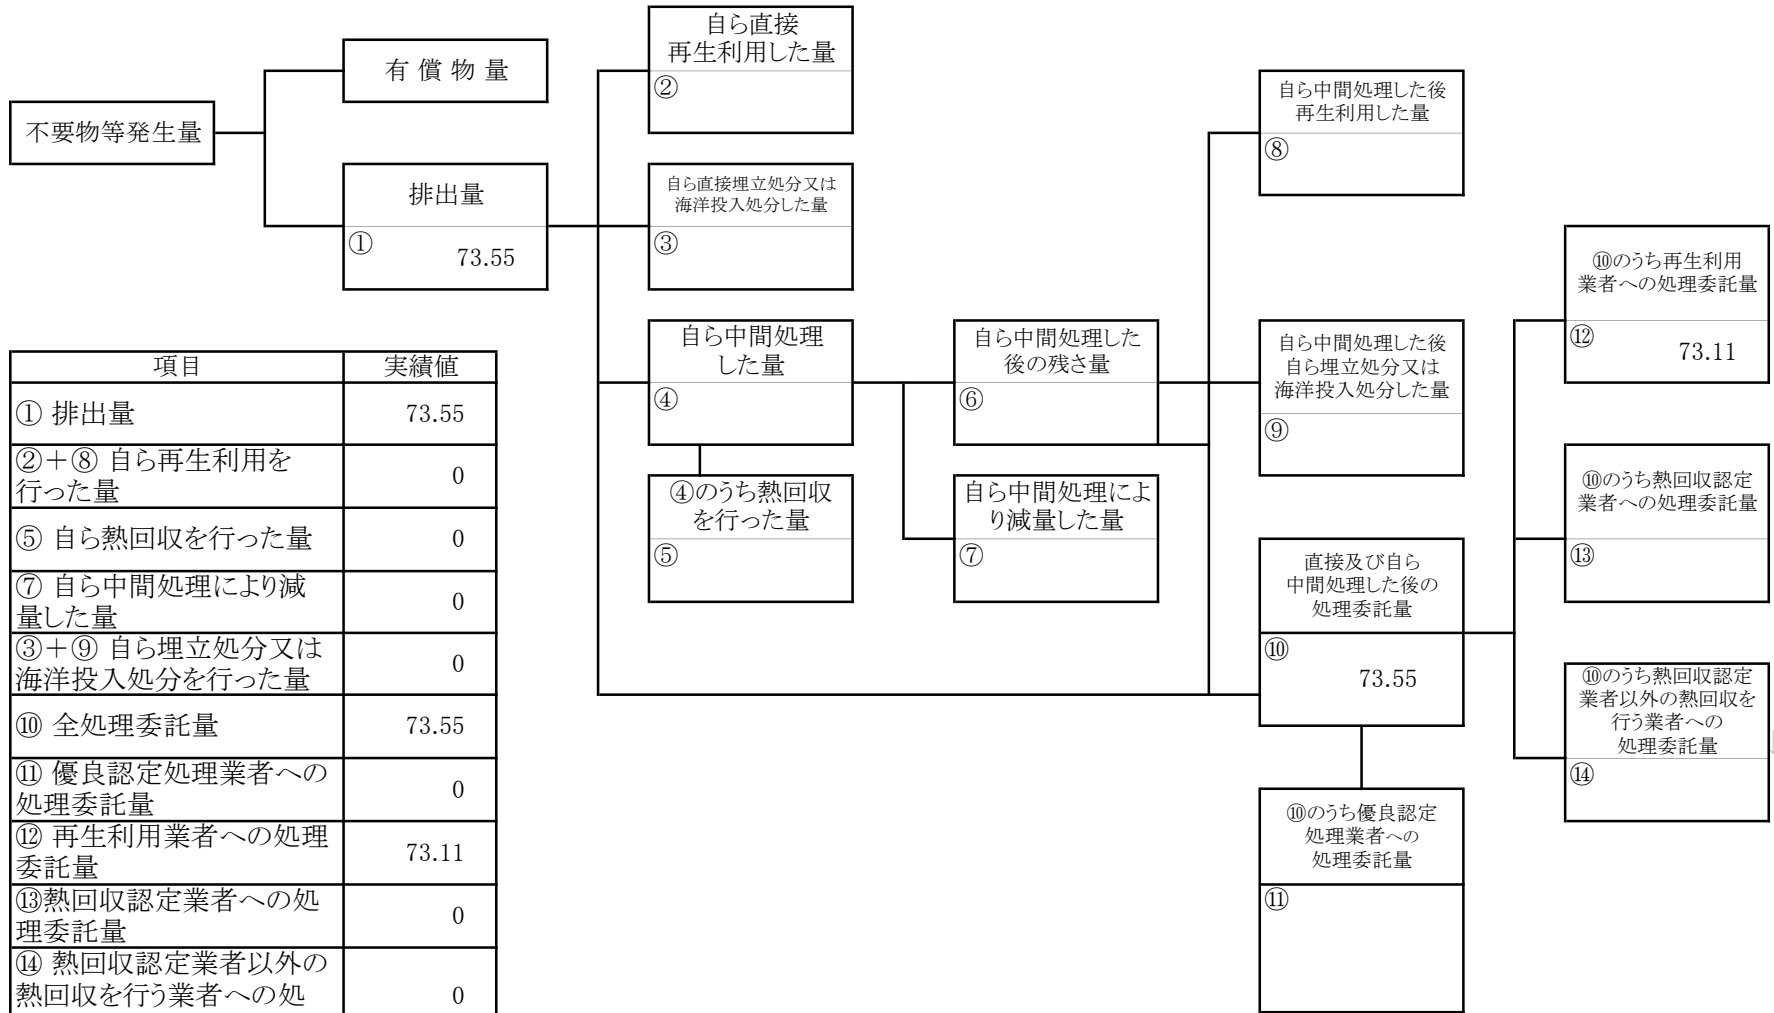 不要物等発生量
有 償 物 量
排出量
①
73.55
自ら直接
再生利用した量
②
自ら直接埋立処分又は
海洋投入処分した量
③
自ら中間処理
した量
④
④のうち熱回収
を行った量
⑤
自ら中間処理した
後の残さ量
⑥
自ら中間処理によ
り減量した量
⑦
自ら中間処理した後
再生利用した量
⑧
自ら中間処理した後
自ら埋立処分又は
海洋投入処分した量
⑨
直接及び自ら
中間処理した後の
処理委託量
⑩
73.55
⑩のうち優良認定
処理業者への
処理委託量
⑪
⑩のうち再生利用
業者への処理委託量
⑫
73.11
⑩のうち熱回収認定
業者への処理委託量
⑬
⑩のうち熱回収認定
業者以外の熱回収を
行う業者への
処理委託量
⑭
項目 実績値
① 排出量 73.55
②＋⑧ 自ら再生利用を
行った量 0
⑤ 自ら熱回収を行った量 0
⑦ 自ら中間処理により減
量した量 0
③＋⑨ 自ら埋立処分又は
海洋投入処分を行った量 0
⑩ 全処理委託量 73.55
⑪ 優良認定処理業者への
処理委託量 0
⑫ 再生利用業者への処理
委託量 73.11
⑬熱回収認定業者への処
理委託量 0
⑭ 熱回収認定業者以外の
熱回収を行う業者への処 0